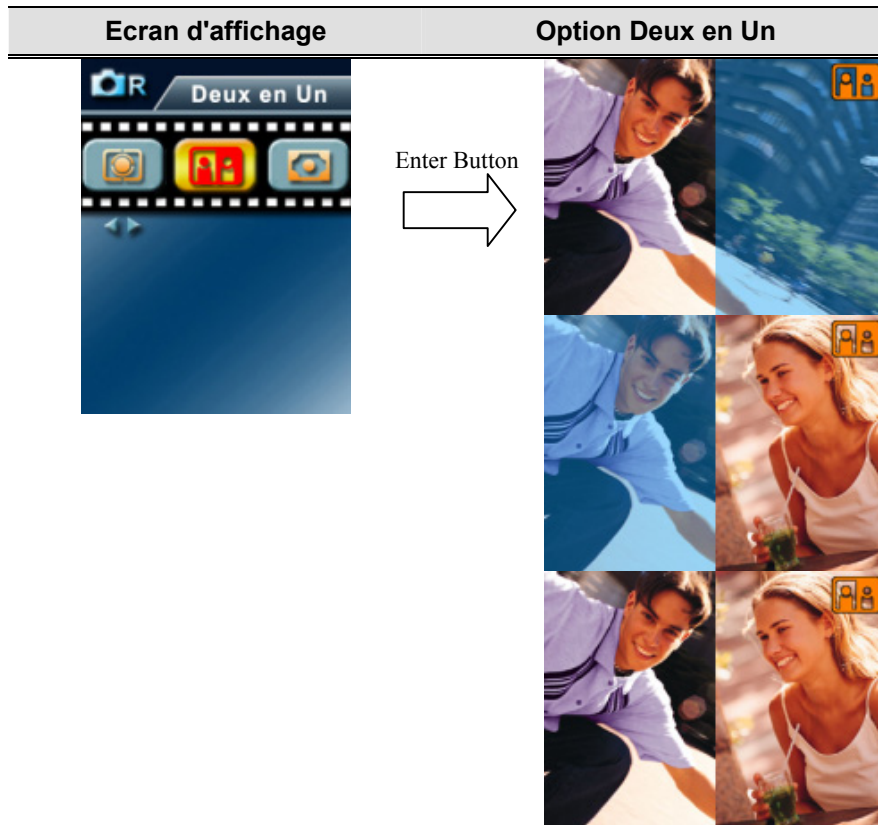 Ecran d'affichage
Option Deux en Un
R
Deux en Un
Enter Button